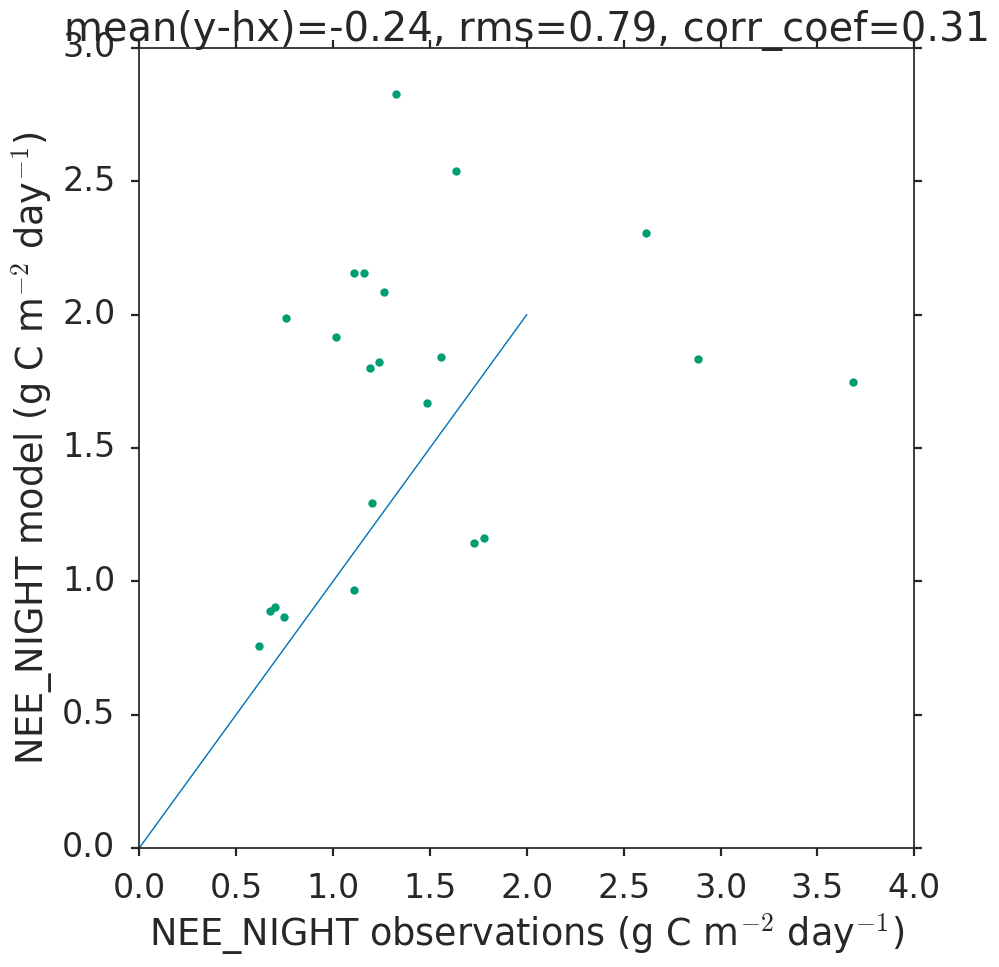 mean(y-hx)=-0.24, rms=0.79, corr_coef=0.31
3.0
2.5
2.0
1.5
1.0
0.5
0.0
NEE_NIGHT model (g C m⁻² day⁻¹)
0.0 0.5 1.0 1.5 2.0 2.5 3.0 3.5 4.0
NEE_NIGHT observations (g C m⁻² day⁻¹)